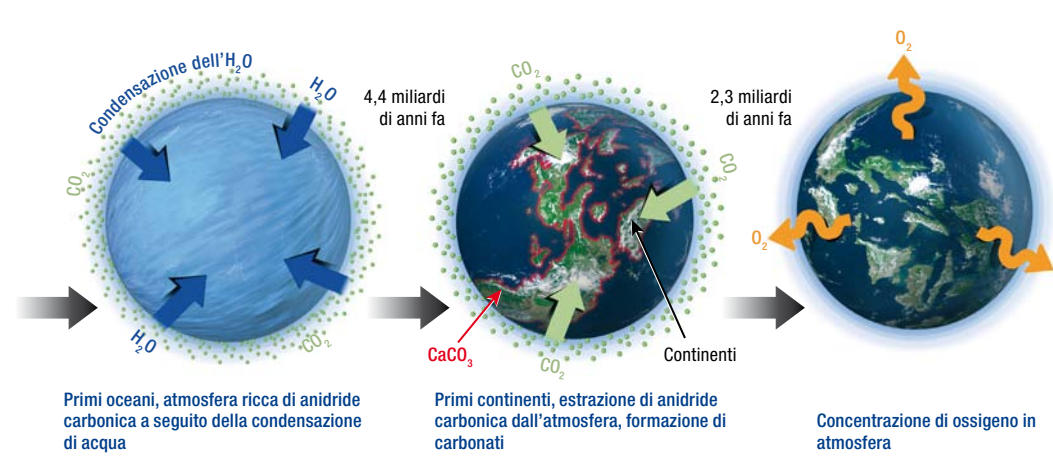 Condensazione dell'H₂O
H₂O
CO₂
H₂O
CO₂
Primi oceani, atmosfera ricca di anidride
carbonica a seguito della condensazione
di acqua
4,4 miliardi
di anni fa
CO₂
CO₂
CaCO₃
CO₂
Continenti
Primi continenti, estrazione di anidride
carbonica dall'atmosfera, formazione di
carbonati
2,3 miliardi
di anni fa
O₂
O₂
O₂
Concentrazione di ossigeno in
atmosfera